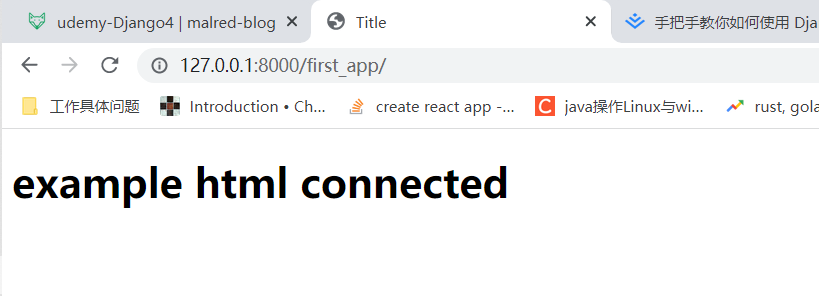 udemy-Django4 | malred-blog
Title
手把手教你如何使用 Dja
127.0.0.1:8000/first_app/
工作具体问题
Introduction • Ch...
create react app -...
java操作Linux与wi...
rust, gola
example html connected